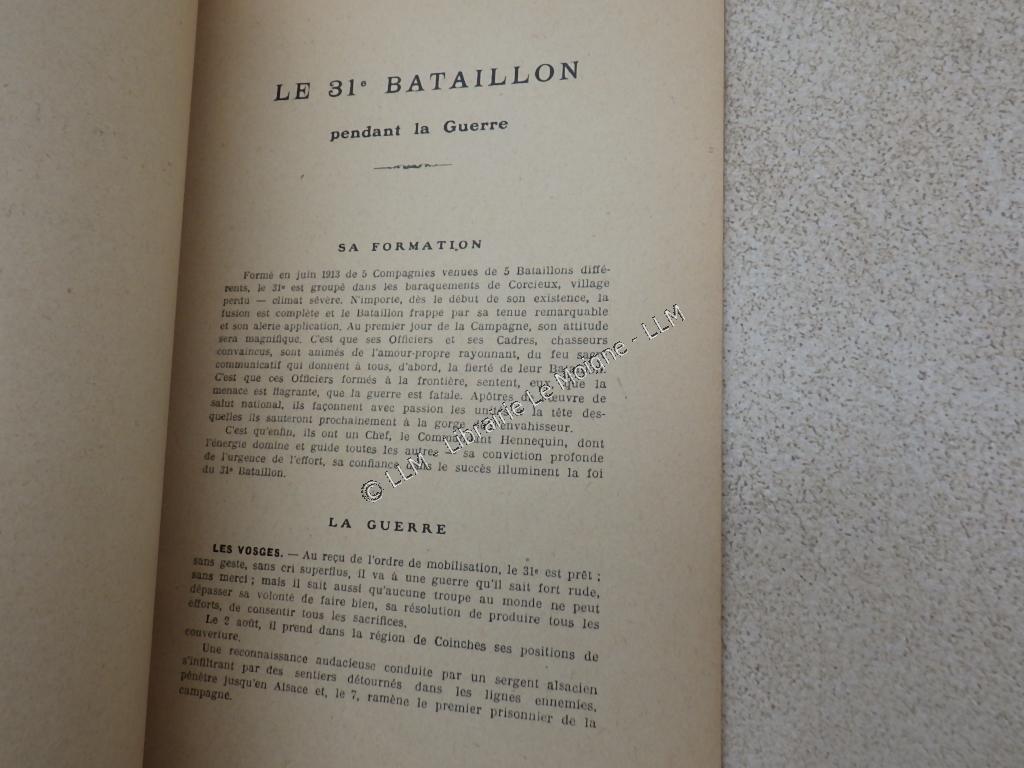 LE 31e BATAILLON
pendant la Guerre
SA FORMATION
Formé en juin 1913 de 5 Compagnies venues de 5 Bataillons diffé-
rents, le 31e est groupé dans les baraquements de Corcieux, village
perdu — climat sévère. N'importe, dès le début de son existence, la
fusion est complète et le Bataillon frappe par sa tenue remarquable
et son alerte application. Au premier jour de la Campagne, son attitude
sera magnifique. C'est que ses Officiers et ses Cadres, chasseurs
convaincus, sont animés de l'amour-propre rayonnant, du feu sacré
communicatif qui donnent à tous, d'abord, la fierté de leur Bataillon.
C'est que ces Officiers formés à la frontière, sentent, eux, que la
menace est flagrante, que la guerre est fatale. Apôtres d'œuvre de
salut national, ils façonnent avec passion les unités à la tête des-
quelles ils sauteront prochainement à la gorge de l'envahisseur.
C'est qu'enfin, ils ont un Chef, le Commandant Hennequin, dont
l'énergie domine et guide toutes les autres — sa conviction profonde
de l'urgence de l'effort, sa confiance dans le succès illuminent la foi
du 31e Bataillon.
LA GUERRE
LES VOSGES. — Au reçu de l'ordre de mobilisation, le 31e est prêt ;
sans geste, sans cri superflus, il va à une guerre qu'il sait fort rude,
sans merci ; mais il sait aussi qu'aucune troupe au monde ne peut
dépasser sa volonté de faire bien, sa résolution de produire tous les
efforts, de consentir tous les sacrifices.
Le 2 août, il prend dans la région de Coinches ses positions de
couverture.
Une reconnaissance audacieuse conduite par un sergent alsacien
s'infiltrant par des sentiers détournés dans les lignes ennemies,
pénètre jusqu'en Alsace et, le 7, ramène le premier prisonnier de la
campagne.
© LLM - Librairie Le Moigne - LLM